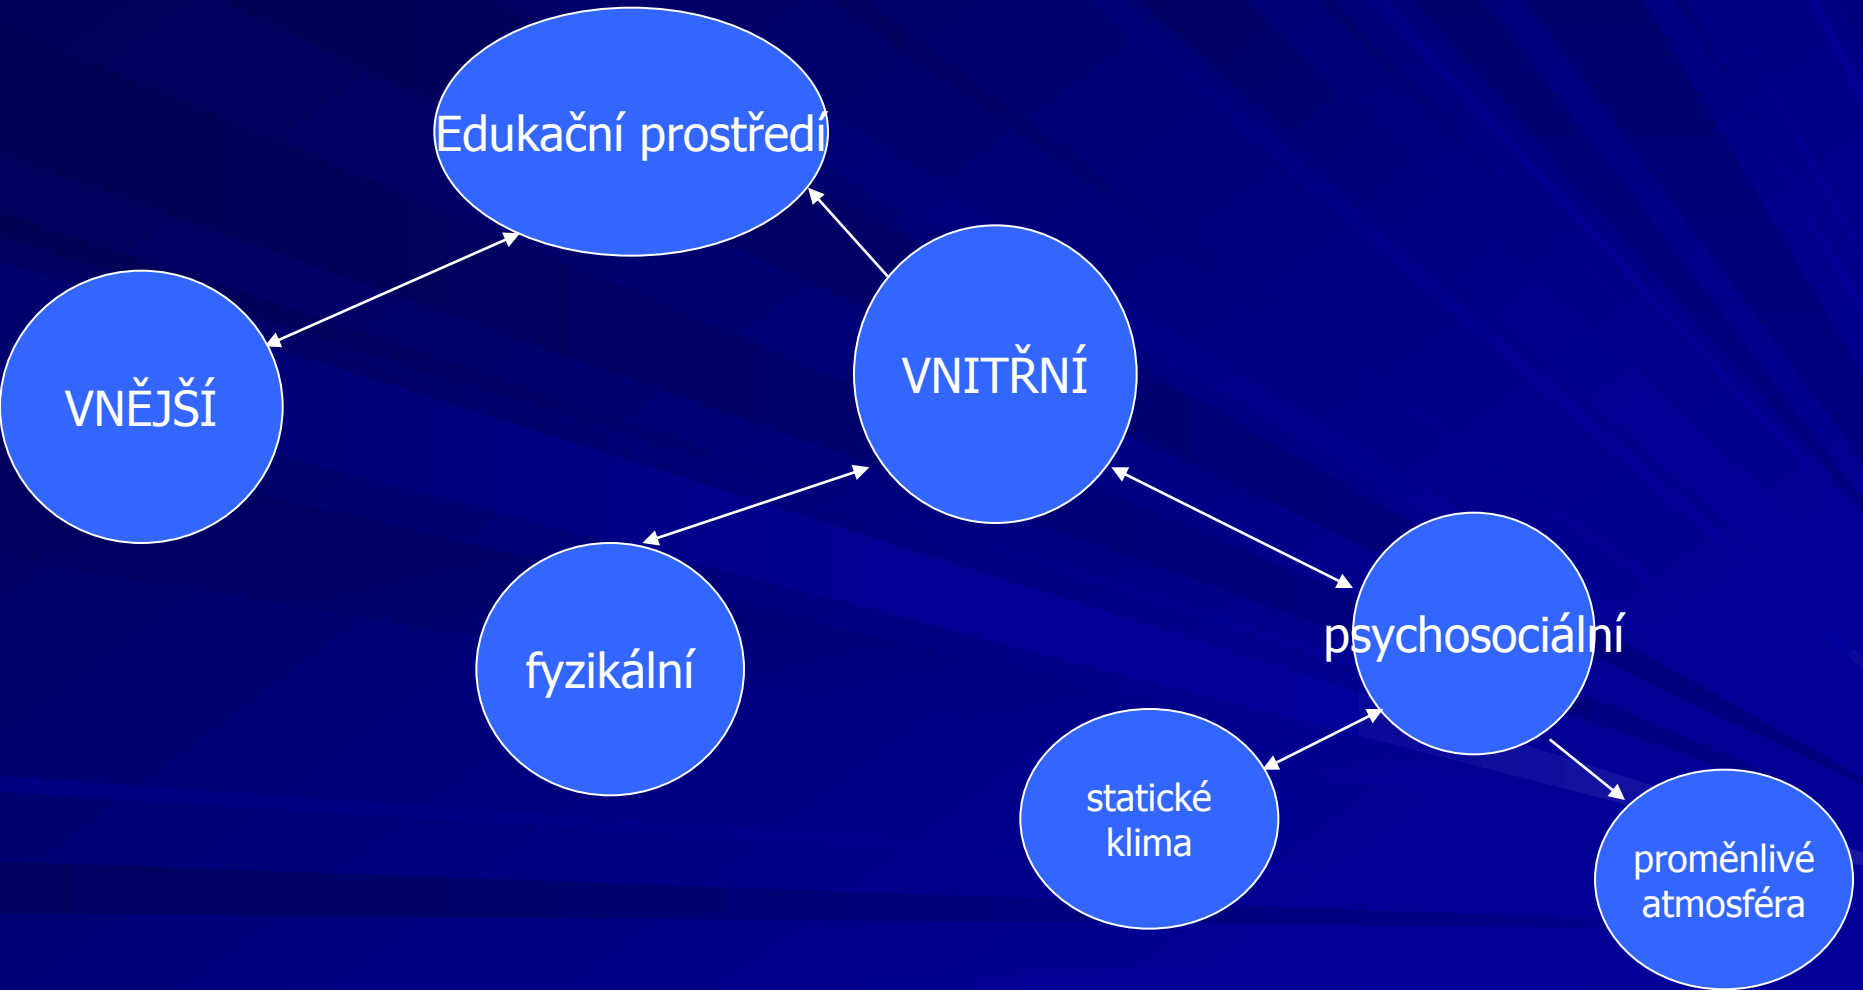 Edukační prostředí
VNĚJŠÍ
VNITŘNÍ
fyzikální
psychosociální
statické
klima
proměnlivé
atmosféra